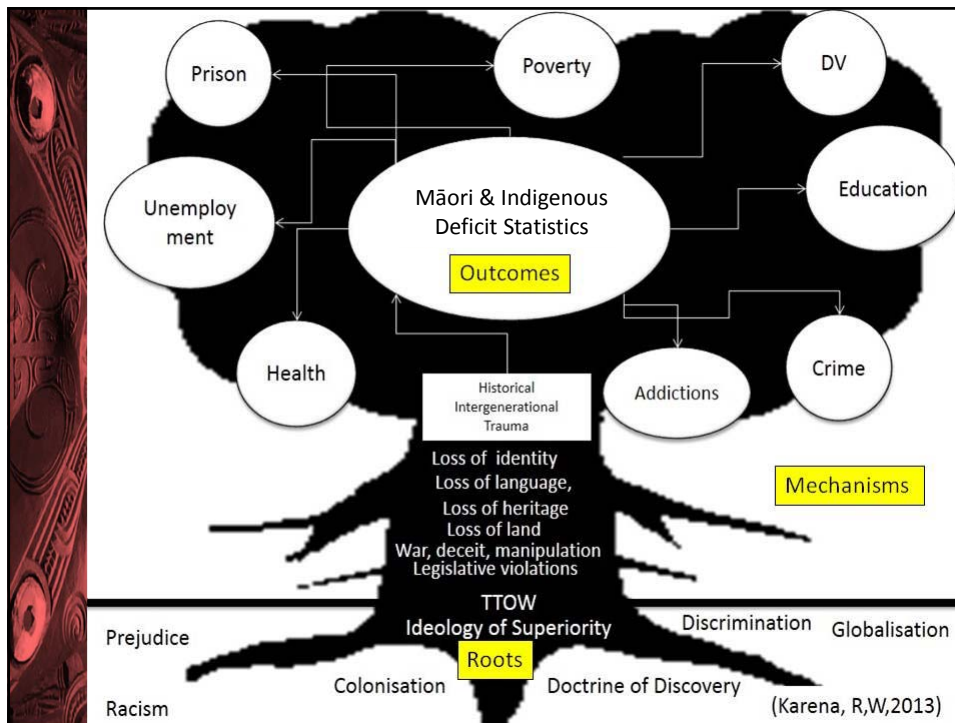 Prison
Poverty
DV
Māori & Indigenous
Deficit Statistics
Outcomes
Unemploy
ment
Education
Health
Addictions
Crime
Historical
Intergenerational
Trauma
Loss of identity
Loss of language,
Loss of heritage
Loss of land
War, deceit, manipulation
Legislative violations
Mechanisms
TTOW
Ideology of Superiority
Prejudice
Discrimination
Globalisation
Roots
Colonisation
Doctrine of Discovery
Racism
(Karena, R,W,2013)